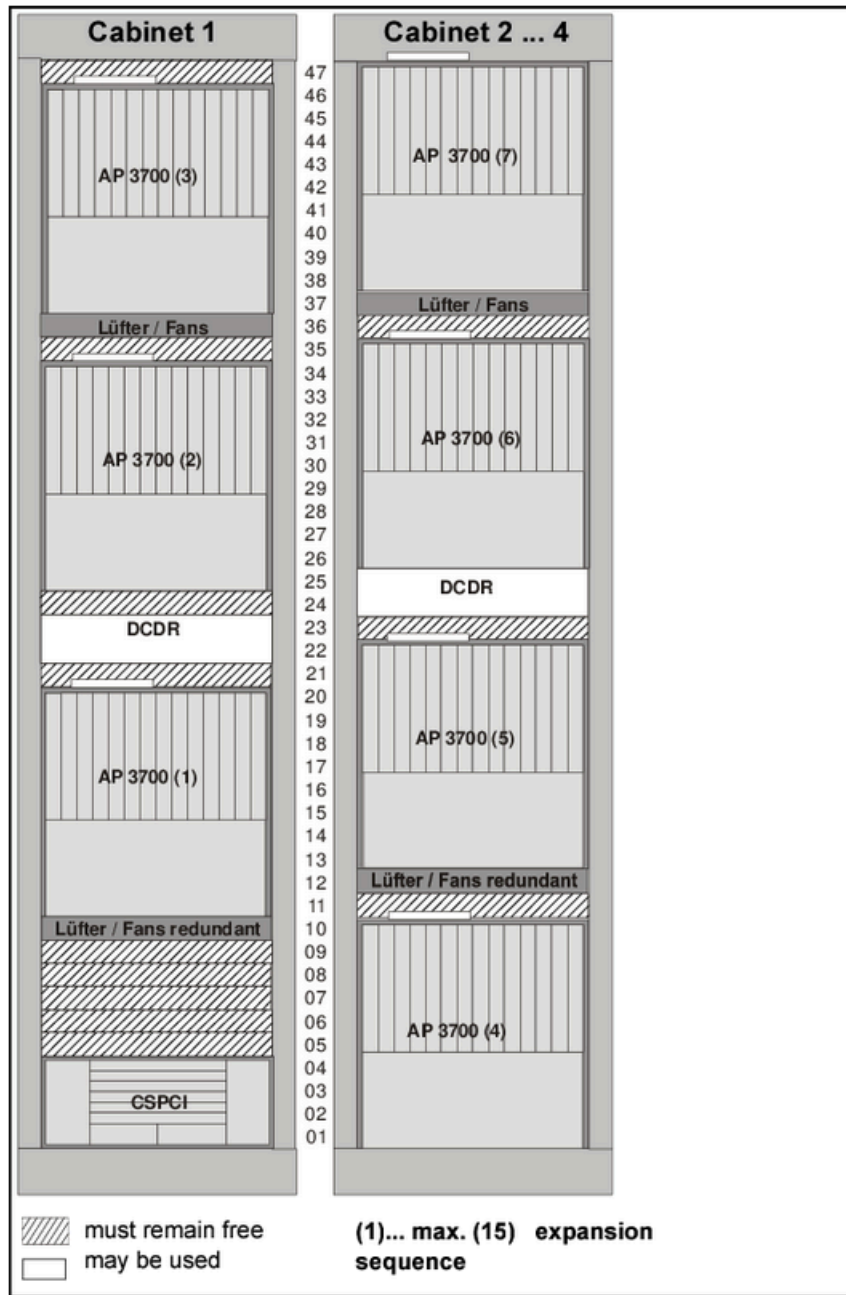 Cabinet 1
Cabinet 2 ... 4
47
46
45
44
43
42
41
40
39
38
37
36
35
34
33
32
31
30
29
28
27
26
25
24
23
22
21
20
19
18
17
16
15
14
13
12
11
10
09
08
07
06
05
04
03
02
01
AP 3700 (3)
Lüfter / Fans
AP 3700 (2)
DCDR
AP 3700 (1)
Lüfter / Fans redundant
CSPCI
AP 3700 (7)
Lüfter / Fans
AP 3700 (6)
DCDR
AP 3700 (5)
Lüfter / Fans redundant
AP 3700 (4)
must remain free
may be used
(1)... max. (15) expansion
sequence